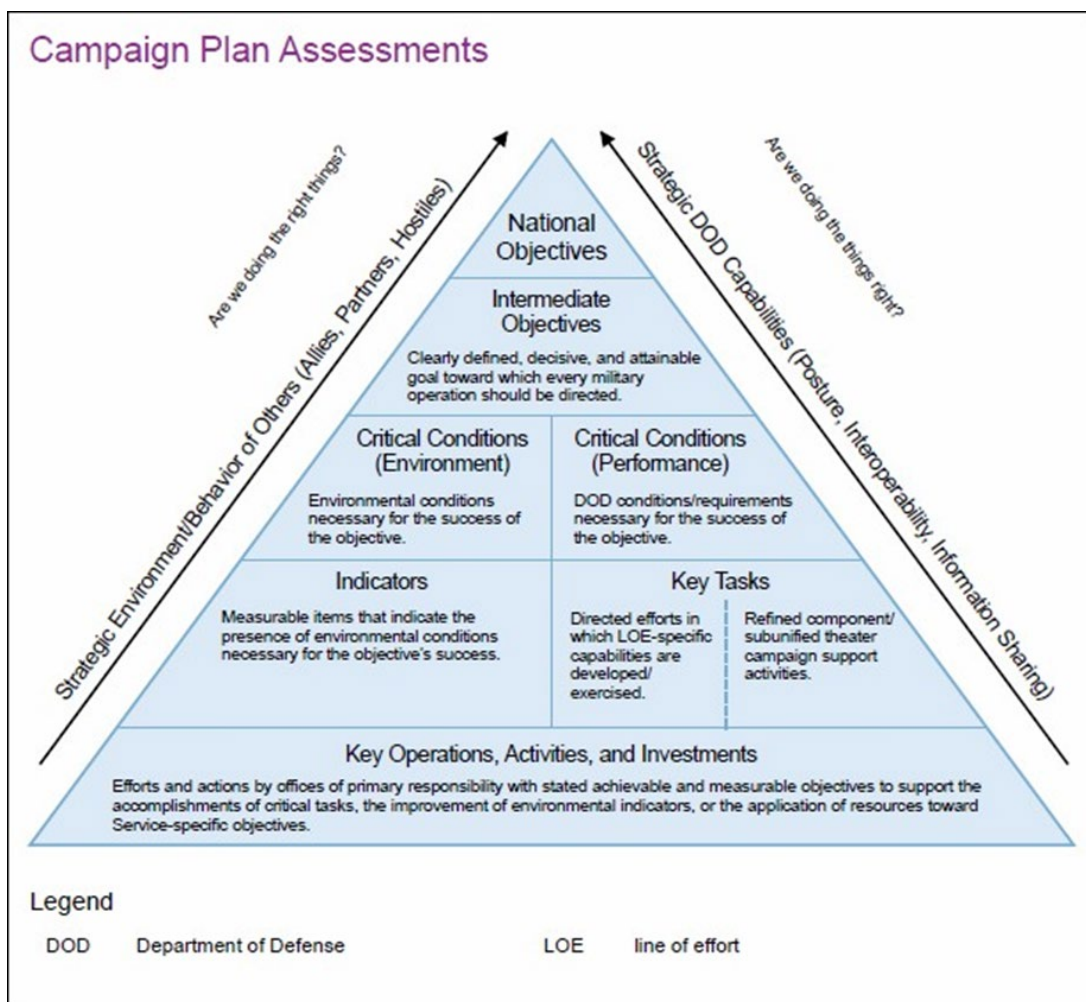 Campaign Plan Assessments
Are we doing the right things?
Strategic Environment/Behavior of Others (Allies, Partners, Hostiles)
Strategic DOD Capabilities (Posture, Interoperability, Information Sharing)
Are we doing the things right?
National
Objectives
Intermediate
Objectives
Clearly defined, decisive, and attainable
goal toward which every military
operation should be directed.
Critical Conditions
(Environment)
Environmental conditions
necessary for the success of
the objective.
Critical Conditions
(Performance)
DOD conditions/requirements
necessary for the success of
the objective.
Indicators
Measurable items that indicate the
presence of environmental conditions
necessary for the objective's success.
Key Tasks
Directed efforts in
which LOE-specific
capabilities are
developed/
exercised.
Refined component/
subunified theater
campaign support
activities.
Key Operations, Activities, and Investments
Efforts and actions by offices of primary responsibility with stated achievable and measurable objectives to support the
accomplishments of critical tasks, the improvement of environmental indicators, or the application of resources toward
Service-specific objectives.
Legend
DOD Department of Defense LOE line of effort